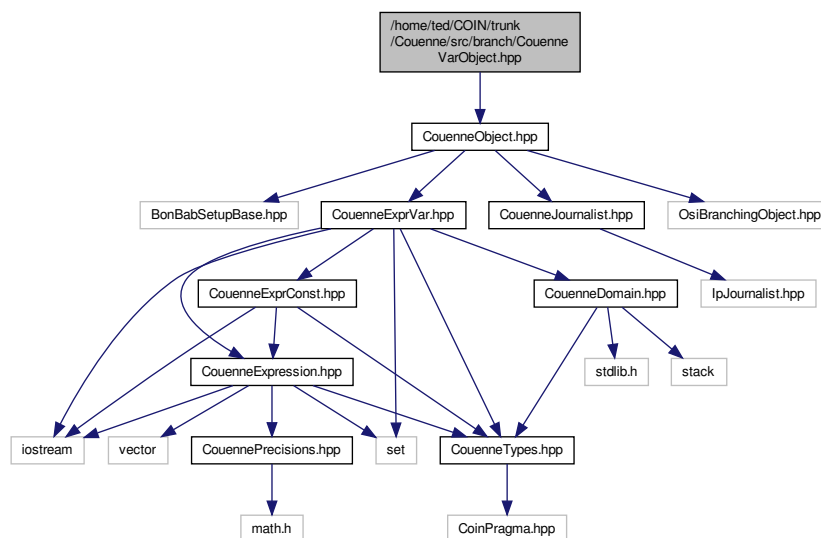 /home/ted/COIN/trunk
/Couenne/src/branch/Couenne
VarObject.hpp
CouenneObject.hpp
BonBabSetupBase.hpp
CouenneExprVar.hpp
CouenneJournalist.hpp
OsiBranchingObject.hpp
CouenneExprConst.hpp
CouenneDomain.hpp
IpJournalist.hpp
CouenneExpression.hpp
stdlib.h
stack
iostream
vector
CouennePrecisions.hpp
set
CouenneTypes.hpp
math.h
CoinPragma.hpp